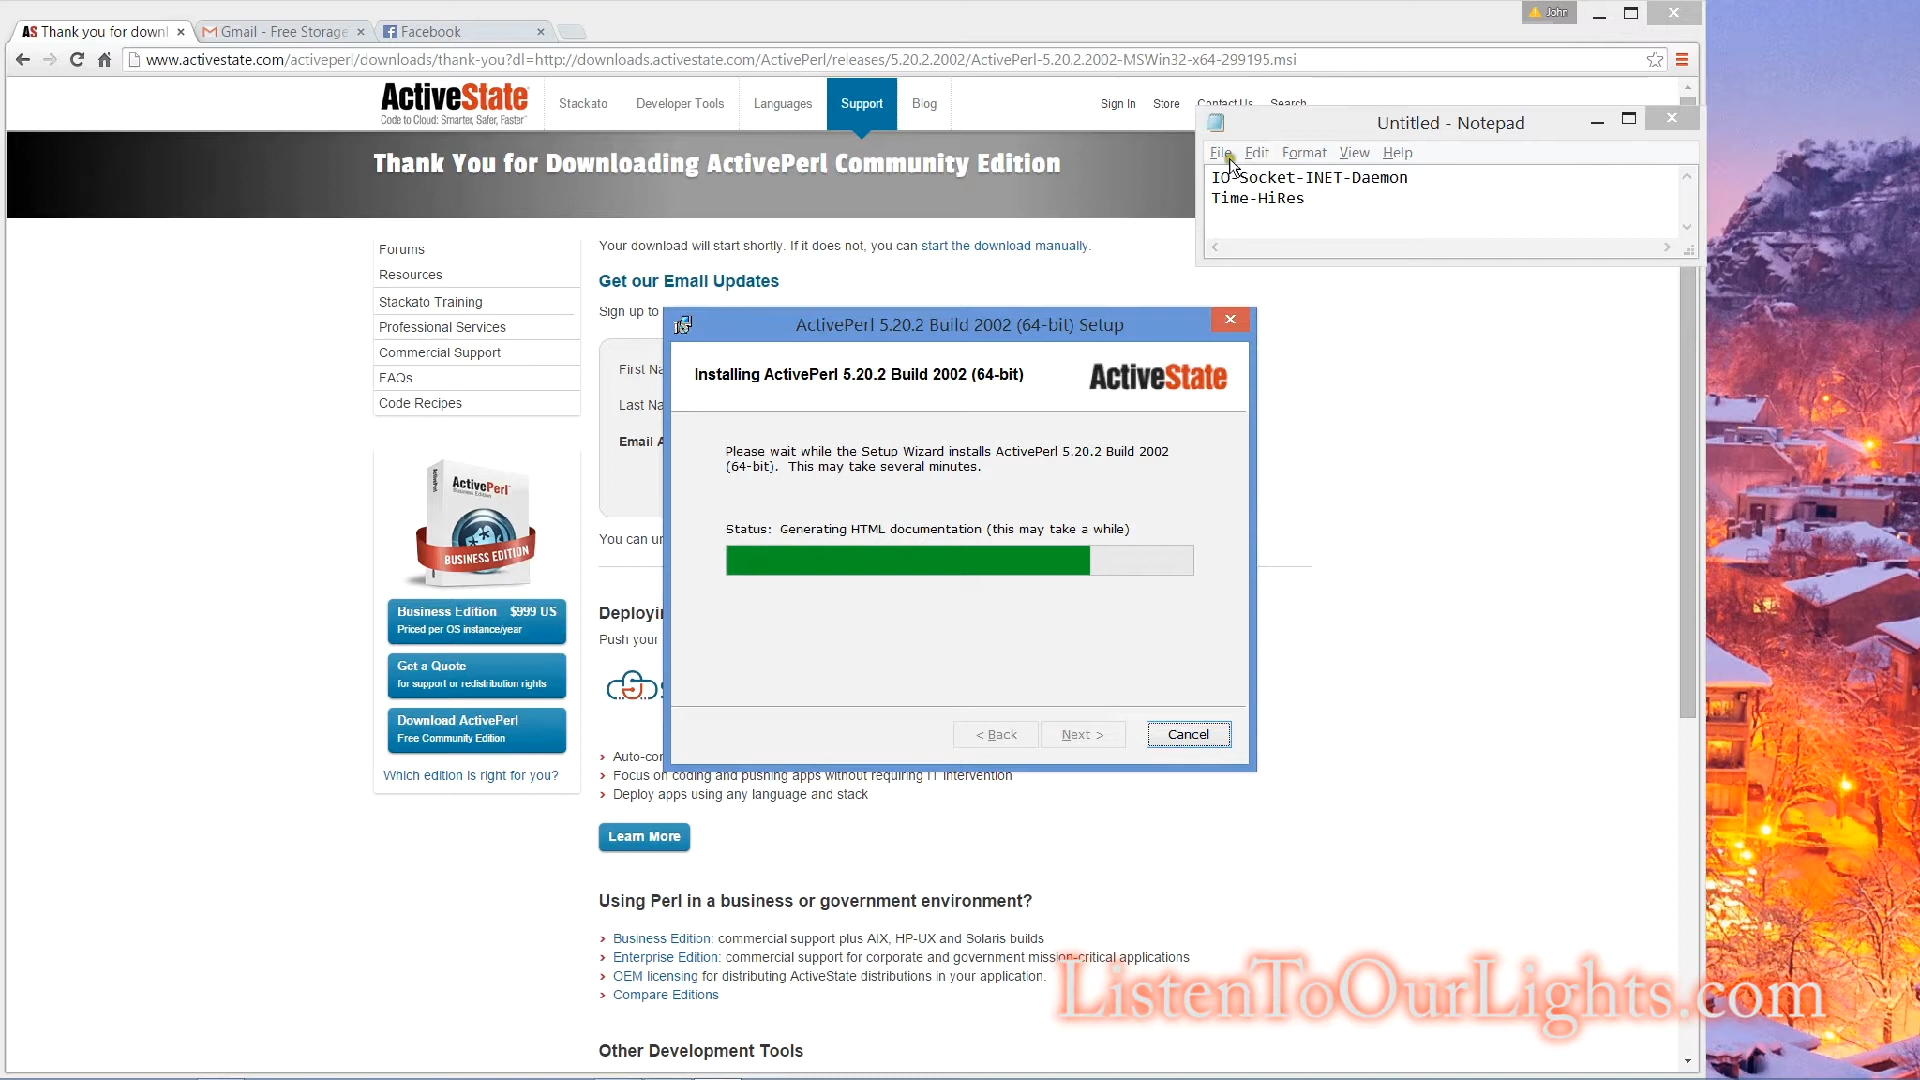 John
AS Thank you for downl
Gmail - Free Storage
Facebook
www.activestate.com/activeperl/downloads/thank-you?dl=http://downloads.activestate.com/ActivePerl/releases/5.20.2.2002/ActivePerl-5.20.2.2002-MSWin32-x64-299195.msi
ActiveState
Code to Cloud: Smarter, Safer, Faster™
Stackato
Developer Tools
Languages
Support
Blog
Sign In
Store
Contact Us
Search
Thank You for Downloading ActivePerl Community Edition
Untitled - Notepad
File Edit Format View Help
IO-Socket-INET-Daemon
Time-HiRes
Forums
Resources
Stackato Training
Professional Services
Commercial Support
FAQs
Code Recipes
ActivePerl
Business Edition
BUSINESS EDITION
Business Edition $999 US
Priced per OS instance/year
Get a Quote
for support or redistribution rights
Download ActivePerl
Free Community Edition
Which edition is right for you?
Your download will start shortly. If it does not, you can start the download manually.
Get our Email Updates
Sign up to
First Na
Last Na
Email A
You can un
Deployin
Push your
ActivePerl 5.20.2 Build 2002 (64-bit) Setup
Installing ActivePerl 5.20.2 Build 2002 (64-bit)
ActiveState
Please wait while the Setup Wizard installs ActivePerl 5.20.2 Build 2002
(64-bit). This may take several minutes.
Status: Generating HTML documentation (this may take a while)
< Back
Next >
Cancel
Auto-con
Focus on coding and pushing apps without requiring IT intervention
Deploy apps using any language and stack
Learn More
Using Perl in a business or government environment?
Business Edition: commercial support plus AIX, HP-UX and Solaris builds
Enterprise Edition: commercial support for corporate and government mission-critical applications
OEM licensing for distributing ActiveState distributions in your application.
Compare Editions
Other Development Tools
ListenToOurLights.com